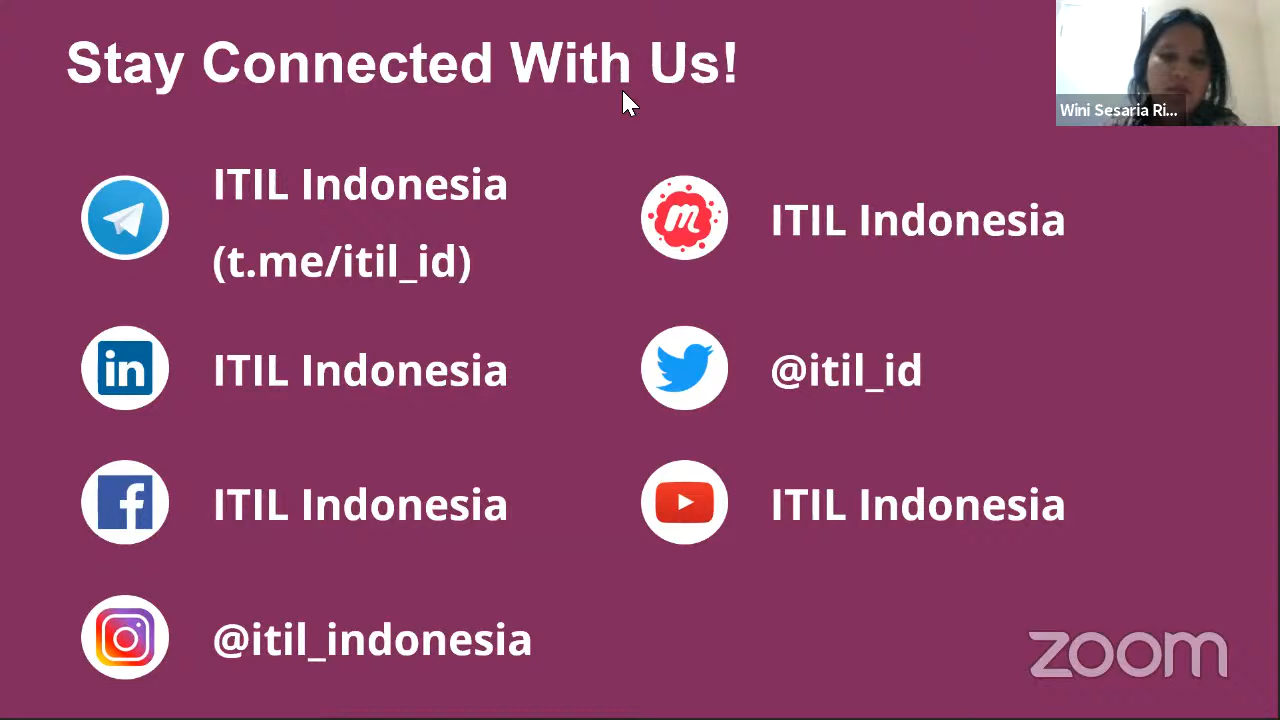 Stay Connected With Us!
Wini Sesaria Ri...
ITIL Indonesia
(t.me/itil_id)
m
ITIL Indonesia
in
ITIL Indonesia
@itil_id
f
ITIL Indonesia
ITIL Indonesia
@itil_indonesia
zoom